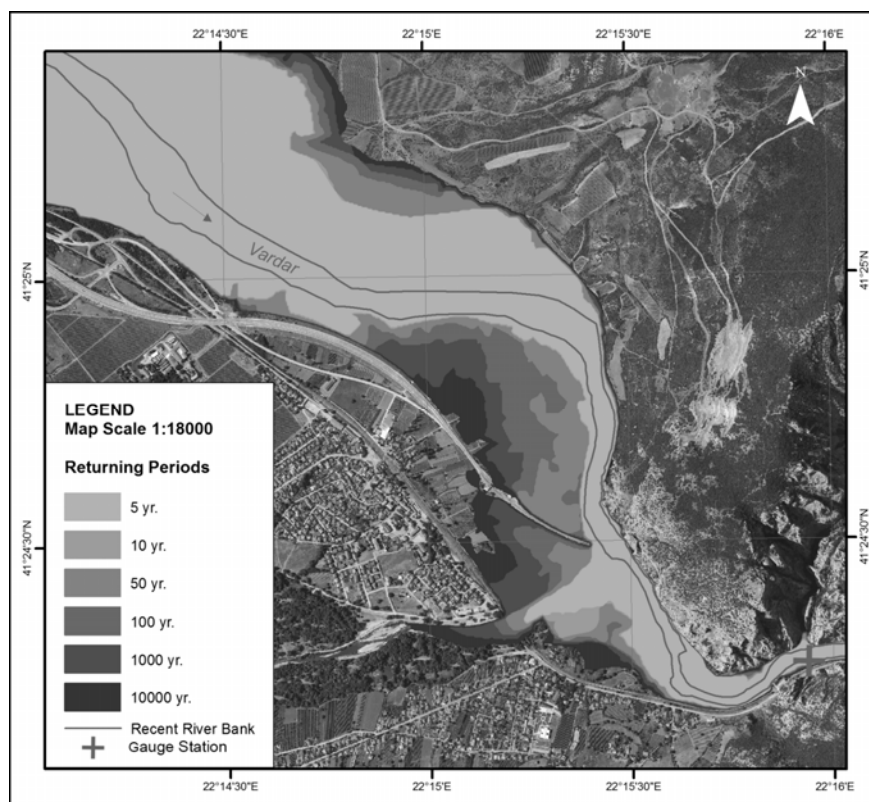 22°14'30"E 22°15'E 22°15'30"E 22°16'E
N
Vardar
41°25'N 41°25'N
LEGEND
Map Scale 1:18000
Returning Periods
5 yr.
10 yr.
50 yr.
100 yr.
1000 yr.
10000 yr.
Recent River Bank
Gauge Station
41°24'30"N 41°24'30"N
22°14'30"E 22°15'E 22°15'30"E 22°16'E